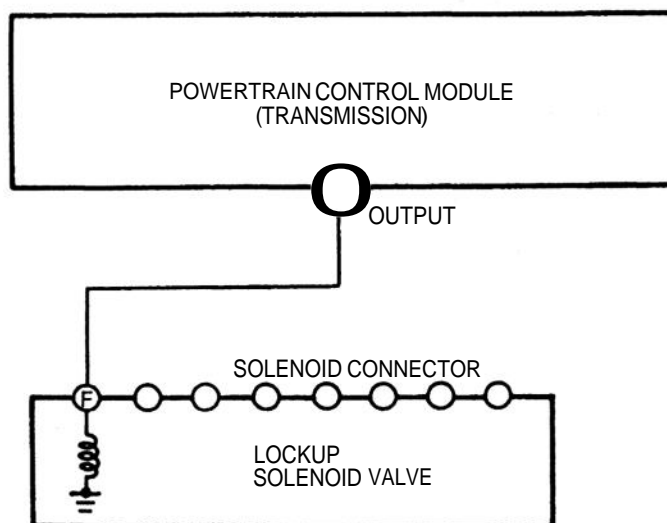 POWERTRAIN CONTROL MODULE
(TRANSMISSION)
OUTPUT
SOLENOID CONNECTOR
F
LOCKUP
SOLENOID VALVE